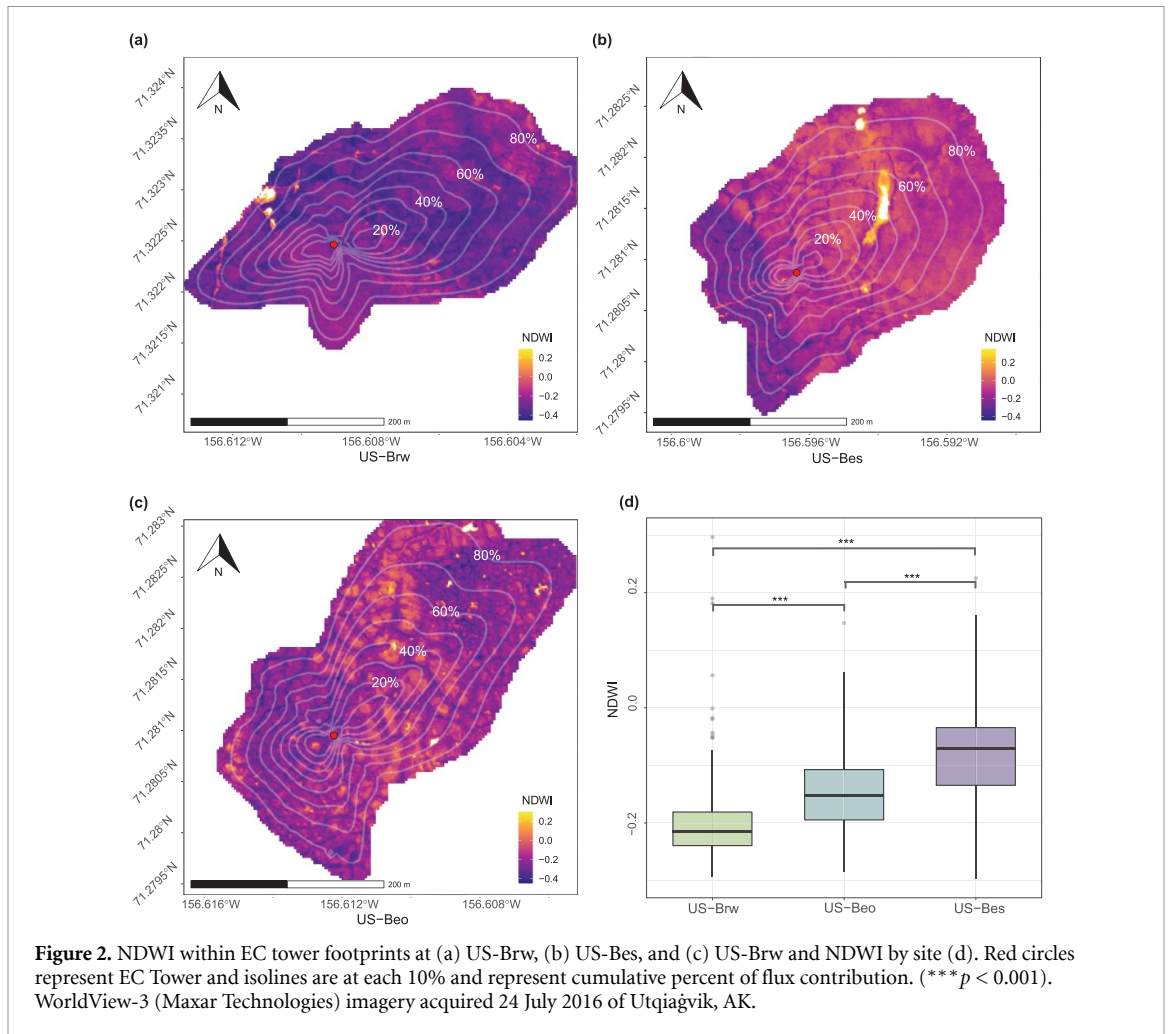 (a)
71.324°N
71.3235°N
71.323°N
71.3225°N
71.322°N
71.3215°N
71.321°N
N
80%
60%
40%
20%
NDWI
0.2
0.0
−0.2
−0.4
200 m
156.612°W 156.608°W 156.604°W
US−Brw
(b)
71.2825°N
71.282°N
71.2815°N
71.281°N
71.2805°N
71.28°N
71.2795°N
N
80%
60%
40%
20%
NDWI
0.2
0.0
−0.2
−0.4
200 m
156.6°W 156.596°W 156.592°W
US−Bes
(c)
71.283°N
71.2825°N
71.282°N
71.2815°N
71.281°N
71.2805°N
71.28°N
71.2795°N
N
80%
60%
40%
20%
NDWI
0.2
0.0
−0.2
−0.4
200 m
156.616°W 156.612°W 156.608°W
US−Beo
(d)
***
***
***
NDWI
0.2
0.0
−0.2
US−Brw US−Beo US−Bes
Figure 2. NDWI within EC tower footprints at (a) US-Brw, (b) US-Bes, and (c) US-Brw and NDWI by site (d). Red circles
represent EC Tower and isolines are at each 10% and represent cumulative percent of flux contribution. (***p < 0.001).
WorldView-3 (Maxar Technologies) imagery acquired 24 July 2016 of Utqiaġvik, AK.